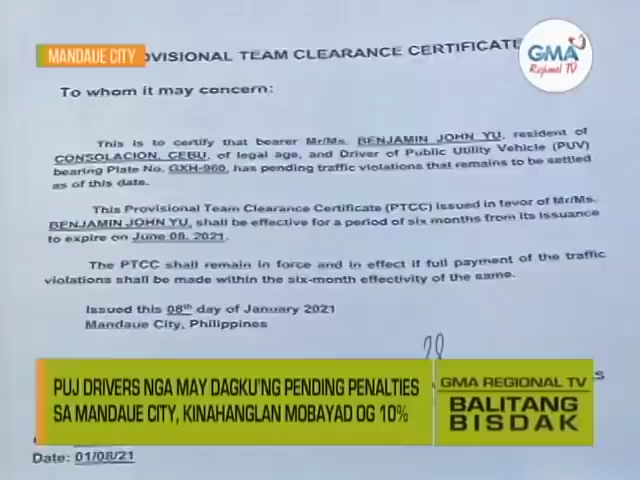 MANDAUE CITY
OVISIONAL TEAM CLEARANCE CERTIFICATE
GMA
Regional TV
To whom it may concern:
This is to certify that bearer Mr/Ms. BENJAMIN JOHN YU, resident of
CONSOLACION, CEBU, of legal age, and Driver of Public Utility Vehicle (PUV)
bearing Plate No. GXH-960, has pending traffic violations that remains to be settled
as of this date.
This Provisional Team Clearance Certificate (PTCC) issued in favor of Mr/Ms.
BENJAMIN JOHN YU, shall be effective for a period of six months from its issuance
to expire on June 08, 2021.
The PTCC shall remain in force and in effect if full payment of the traffic
violations shall be made within the six-month effectivity of the same.
Issued this 08th day of January 2021
Mandaue City, Philippines
PUJ DRIVERS NGA MAY DAGKU'NG PENDING PENALTIES
SA MANDAUE CITY, KINAHANGLAN MOBAYAD OG 10%
GMA REGIONAL TV
BALITANG
BISDAK
Date: 01/08/21